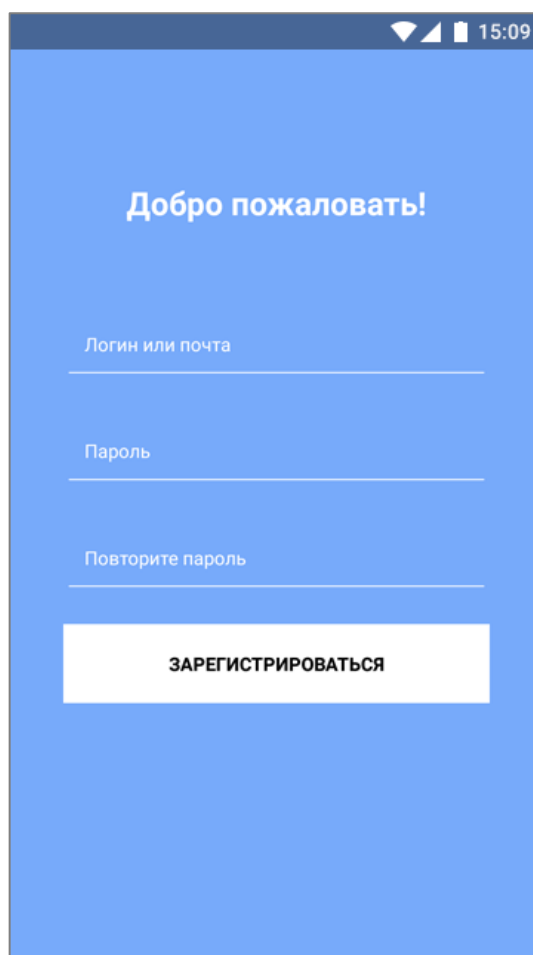 15:09
Добро пожаловать!
Логин или почта
Пароль
Повторите пароль
ЗАРЕГИСТРИРОВАТЬСЯ